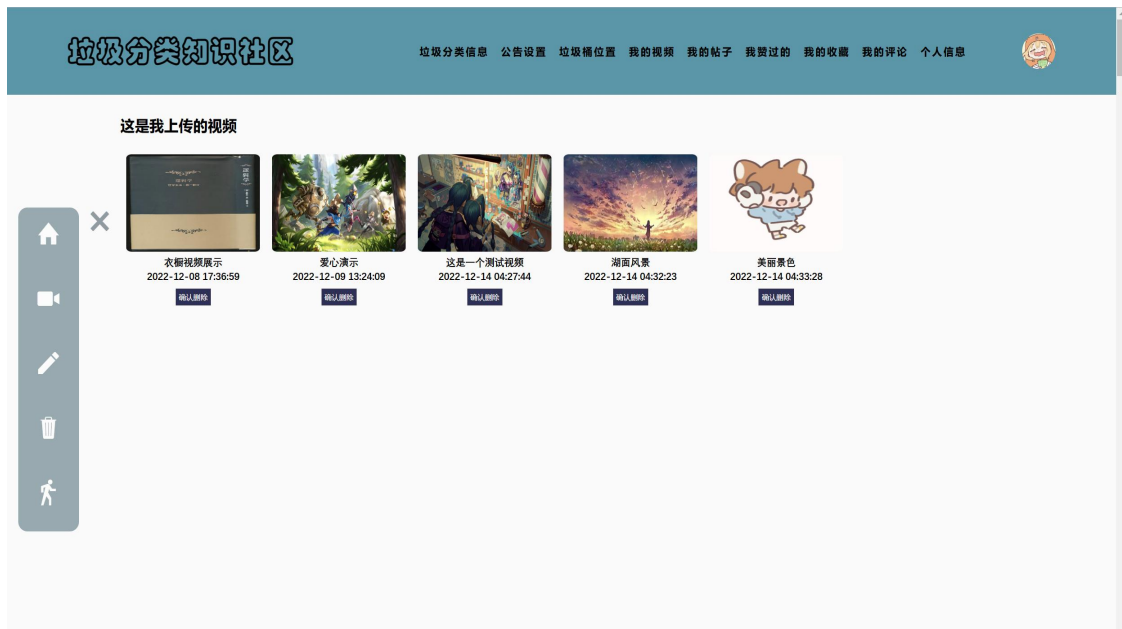 垃圾分类知识社区
垃圾分类信息 公告设置 垃圾桶位置 我的视频 我的帖子 我赞过的 我的收藏 我的评论 个人信息
这是我上传的视频
衣橱视频展示 爱心演示 这是一个测试视频 湖面风景 美丽景色
2022-12-08 17:36:59 2022-12-09 13:24:09 2022-12-14 04:27:44 2022-12-14 04:32:23 2022-12-14 04:33:28
确认删除 确认删除 确认删除 确认删除 确认删除